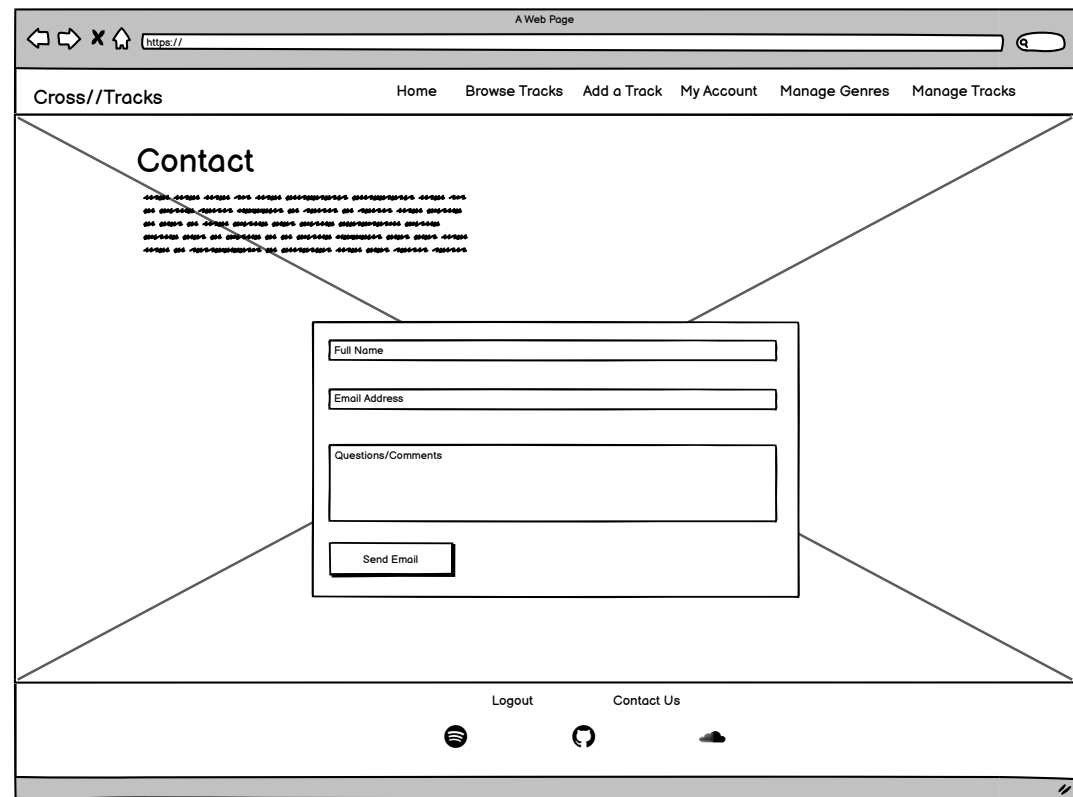 A Web Page
https://
Cross//Tracks Home Browse Tracks Add a Track My Account Manage Genres Manage Tracks
Contact
Full Name
Email Address
Questions/Comments
Send Email
Logout Contact Us